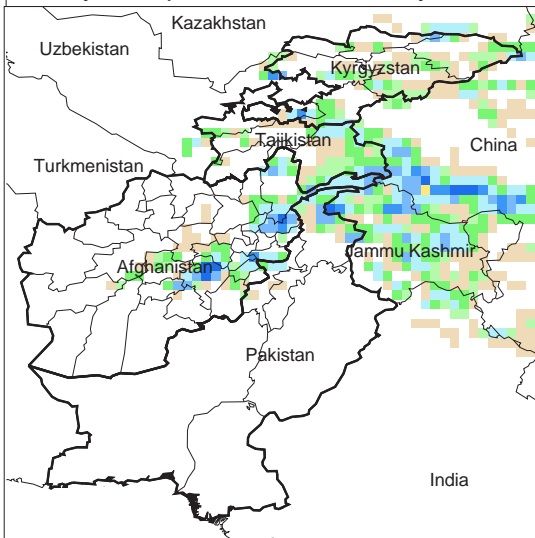 Kazakhstan
Uzbekistan
Kyrgyzstan
Tajikistan
China
Turkmenistan
Jammu Kashmir
Afghanistan
Pakistan
India